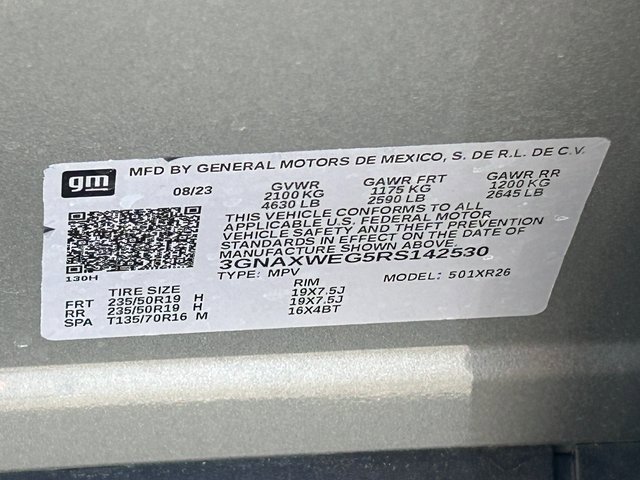 gm MFD BY GENERAL MOTORS DE MEXICO, S. DE R.L. DE C.V.
08/23 GVWR GAWR FRT GAWR RR
2100 KG 1175 KG 1200 KG
4630 LB 2590 LB 2645 LB
THIS VEHICLE CONFORMS TO ALL
APPLICABLE U.S. FEDERAL MOTOR
VEHICLE SAFETY AND THEFT PREVENTION
STANDARDS IN EFFECT ON THE DATE OF
MANUFACTURE SHOWN ABOVE.
3GNAXWEG5RS142530
130H TYPE: MPV MODEL: 501XR26
TIRE SIZE RIM
FRT 235/50R19 H 19X7.5J
RR 235/50R19 H 19X7.5J
SPA T135/70R16 M 16X4BT